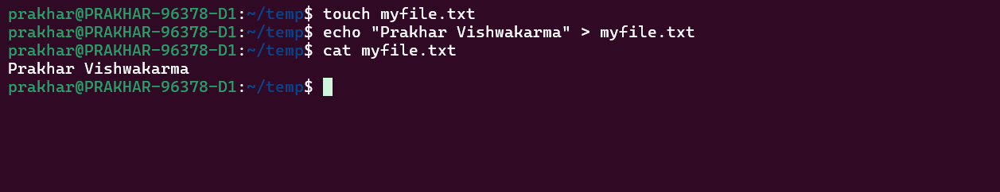 prakhar@PRAKHAR-96378-D1:~/temp$ touch myfile.txt
prakhar@PRAKHAR-96378-D1:~/temp$ echo "Prakhar Vishwakarma" > myfile.txt
prakhar@PRAKHAR-96378-D1:~/temp$ cat myfile.txt
Prakhar Vishwakarma
prakhar@PRAKHAR-96378-D1:~/temp$